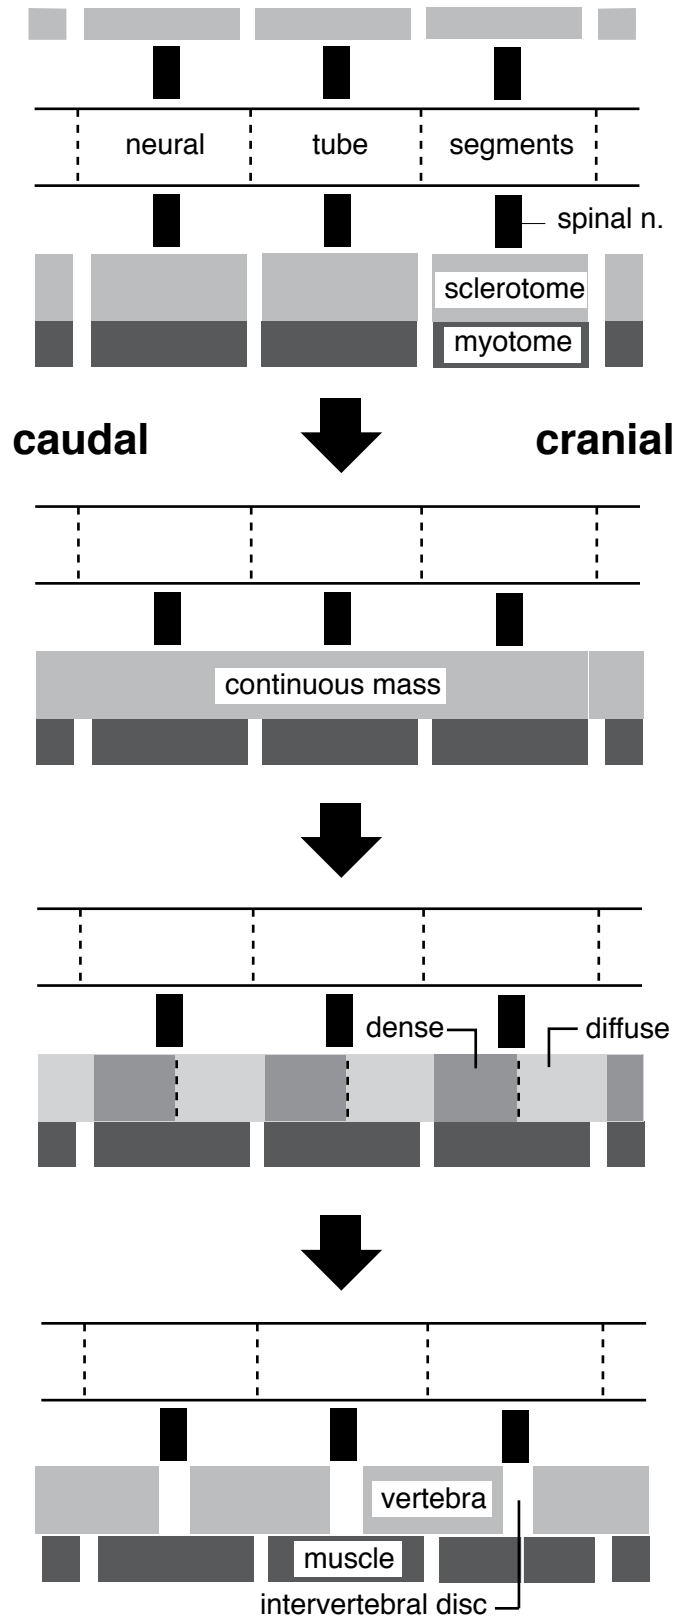 neural tube segments
spinal n.
sclerotome
myotome
caudal cranial
continuous mass
dense diffuse
vertebra
muscle
intervertebral disc